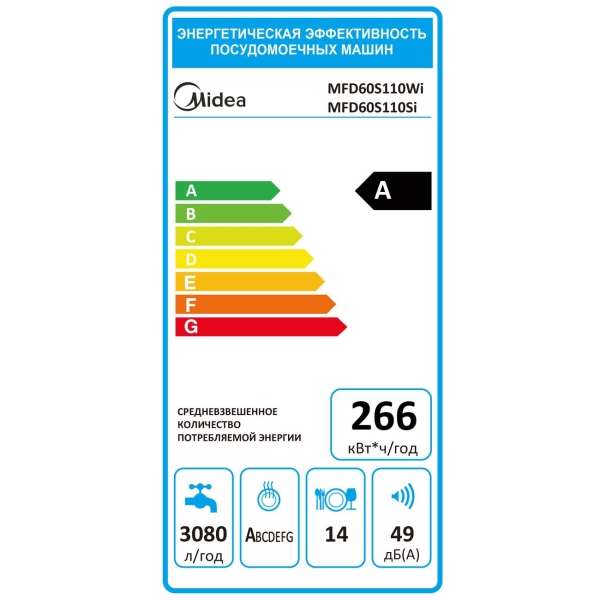 ЭНЕРГЕТИЧЕСКАЯ ЭФФЕКТИВНОСТЬ
ПОСУДОМОЕЧНЫХ МАШИН
Midea
MFD60S110Wi
MFD60S110Si
A
A
B
C
D
E
F
G
СРЕДНЕВЗВЕШЕННОЕ
КОЛИЧЕСТВО
ПОТРЕБЛЯЕМОЙ ЭНЕРГИИ
266
кВт*ч/год
3080
л/год
ABCDEFG
14
49
дБ(А)